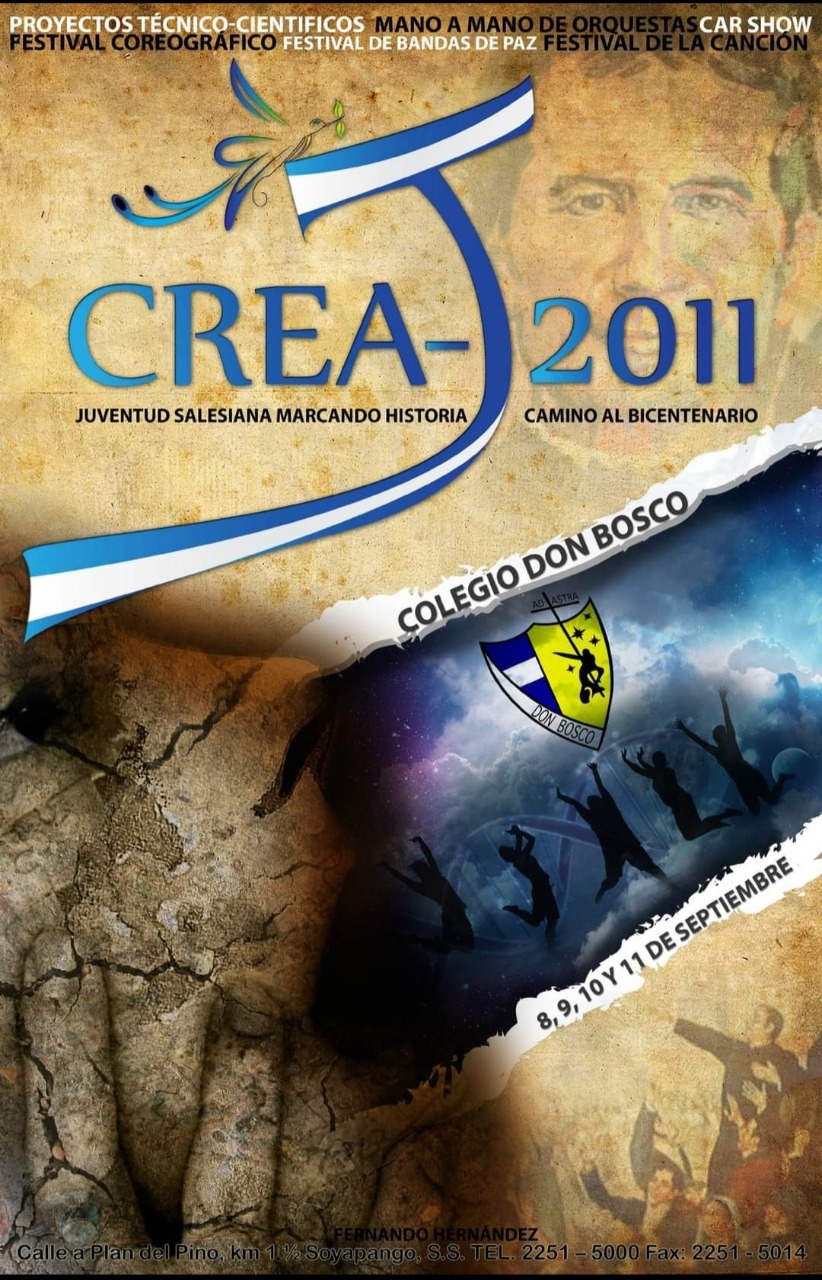 PROYECTOS TÉCNICO-CIENTIFICOS MANO A MANO DE ORQUESTAS CAR SHOW
FESTIVAL COREOGRÁFICO FESTIVAL DE BANDAS DE PAZ FESTIVAL DE LA CANCIÓN
CREA-J 2011
JUVENTUD SALESIANA MARCANDO HISTORIA CAMINO AL BICENTENARIO
COLEGIO DON BOSCO
AD ASTRA
DON BOSCO
8, 9, 10 Y 11 DE SEPTIEMBRE
FERNANDO HERNÁNDEZ
Calle a Plan del Pino, km 1 ½ Soyapango, S.S. TEL. 2251 – 5000 Fax: 2251 - 5014